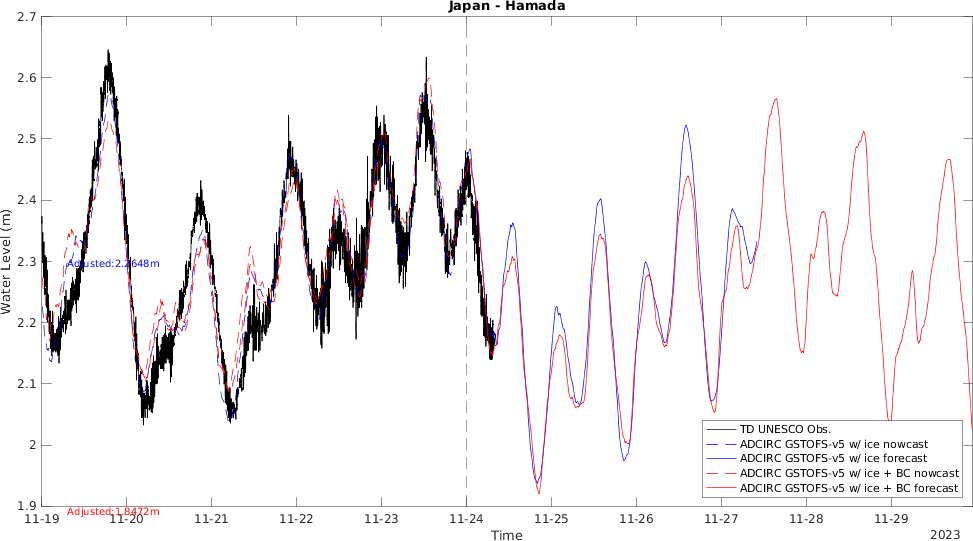 Japan - Hamada
2.7
2.6
2.5
2.4
2.3
2.2
2.1
2
1.9
Water Level (m)
Adjusted:2.2648m
Adjusted:1.8472m
TD UNESCO Obs.
ADCIRC GSTOFS-v5 w/ ice nowcast
ADCIRC GSTOFS-v5 w/ ice forecast
ADCIRC GSTOFS-v5 w/ ice + BC nowcast
ADCIRC GSTOFS-v5 w/ ice + BC forecast
11-19 11-20 11-21 11-22 11-23 11-24 11-25 11-26 11-27 11-28 11-29
Time
2023